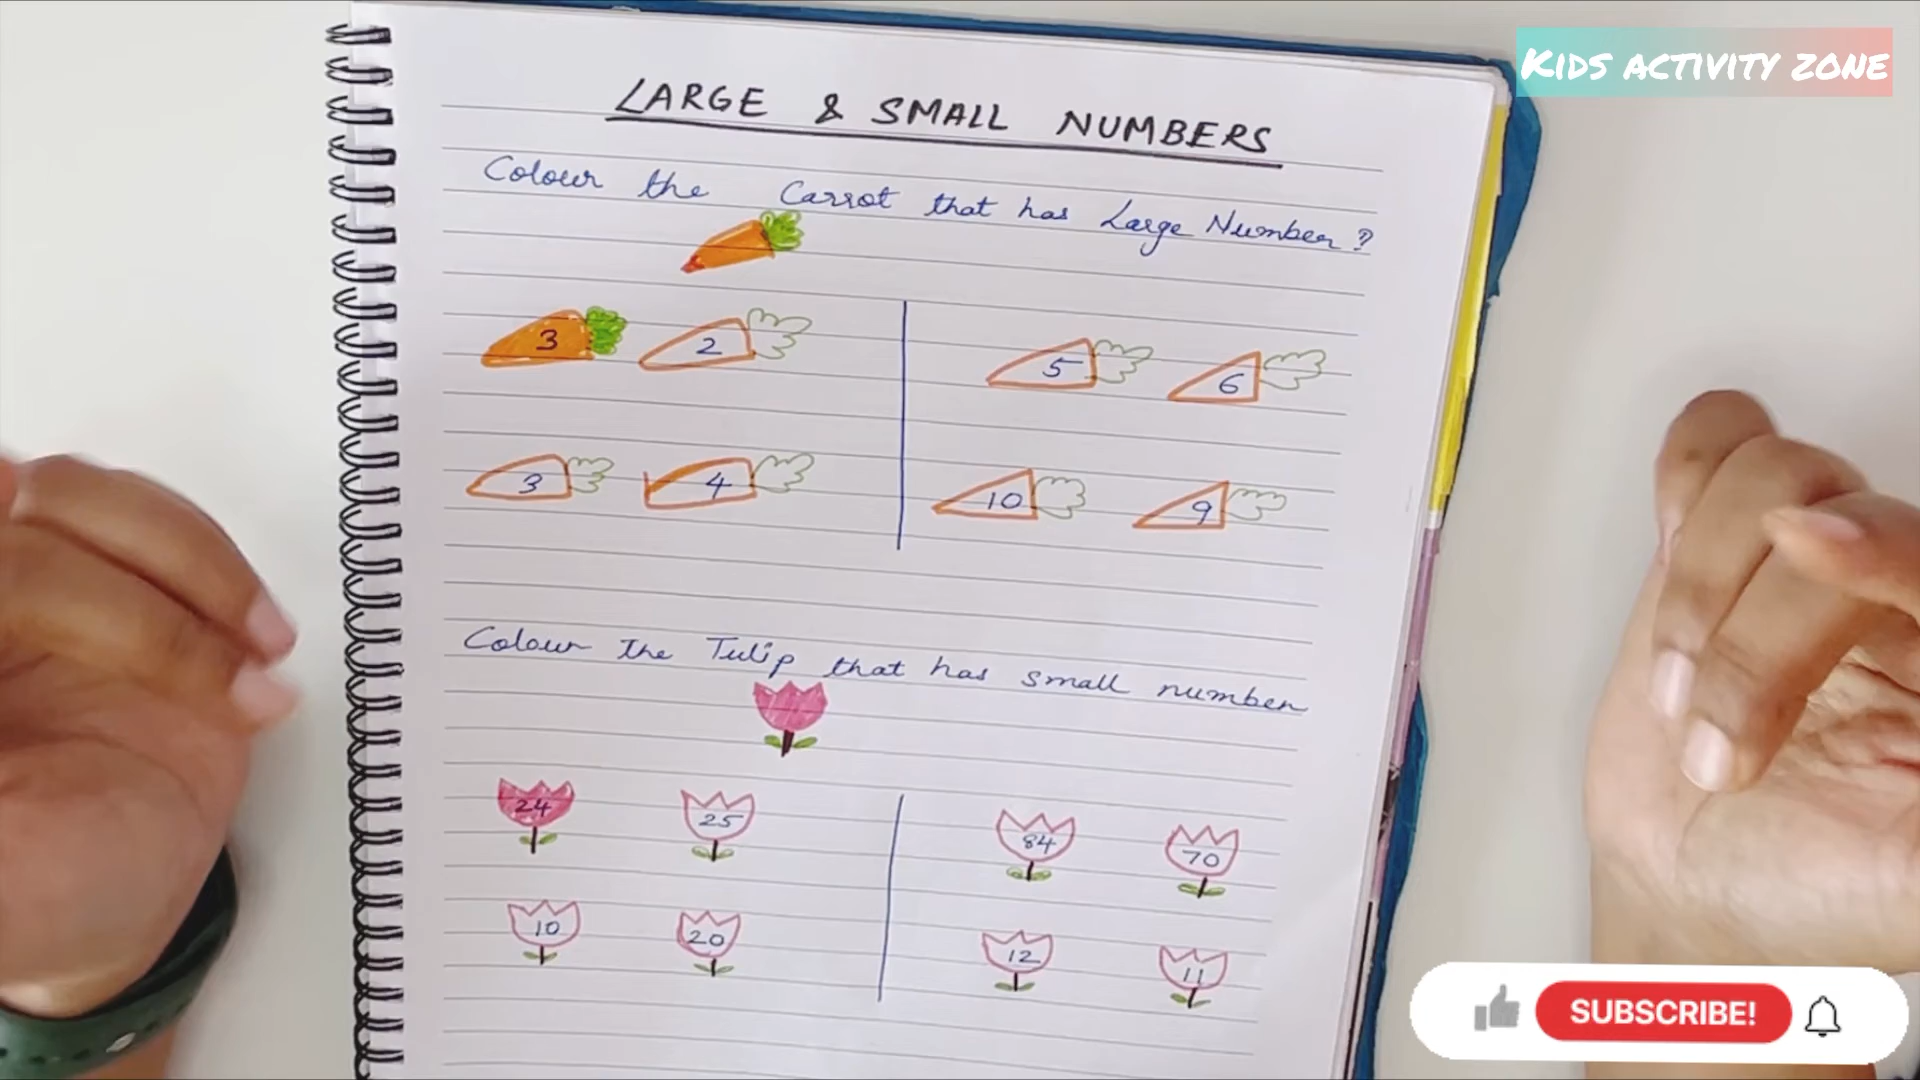 KIDS ACTIVITY ZONE
LARGE & SMALL NUMBERS
Colour the Carrot that has Large Number?
3 2 5 6
3 4 10 9
Colour the Tulip that has small number
24 25 84 70
10 20 12 11
SUBSCRIBE!